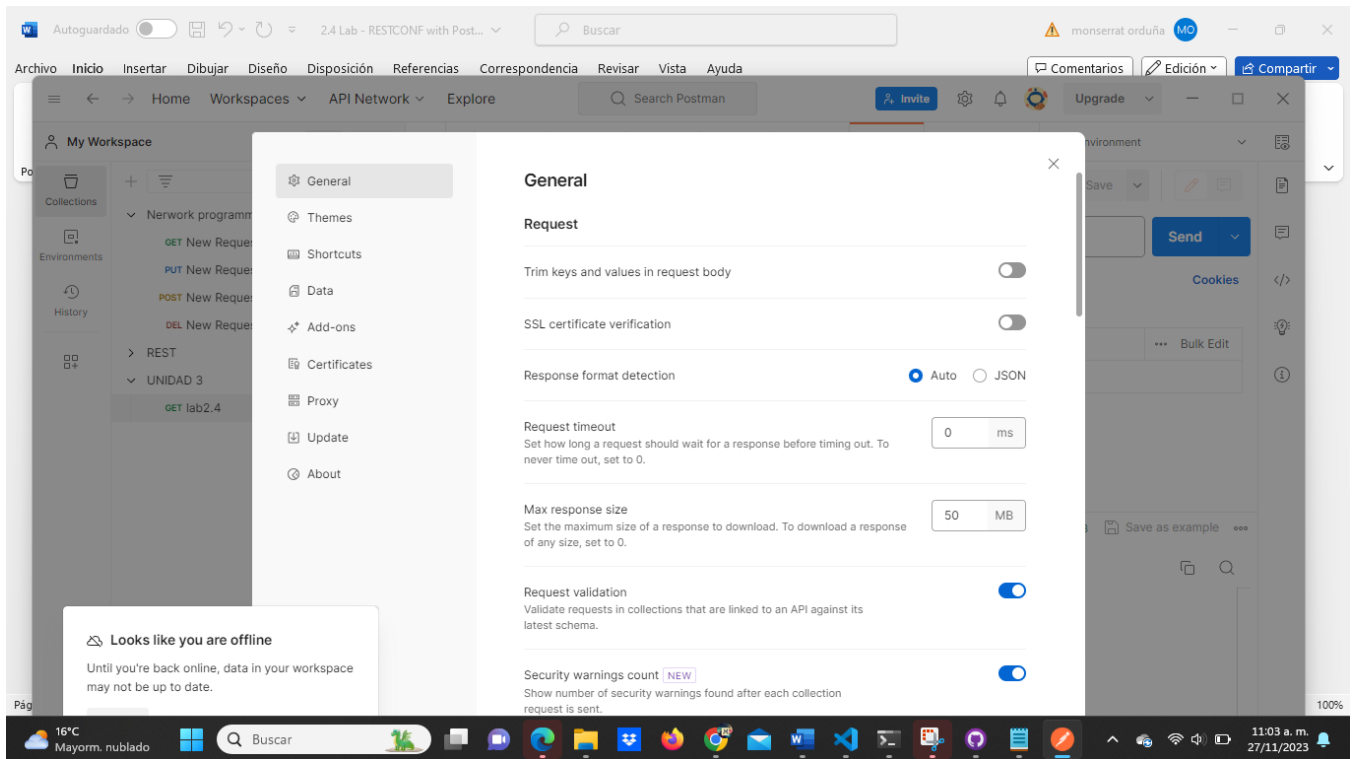 Autoguardado
2.4 Lab - RESTCONF with Post...
Buscar
monserrat orduña
MO
Archivo Inicio Insertar Dibujar Diseño Disposición Referencias Correspondencia Revisar Vista Ayuda
Comentarios
Edición
Compartir
Home Workspaces API Network Explore
Search Postman
Invite
Upgrade
My Workspace
nvironment
Collections
Environments
History
Nerwork programm
GET New Reque
PUT New Reque
POST New Reque
DEL New Reque
REST
UNIDAD 3
GET lab2.4
General
Themes
Shortcuts
Data
Add-ons
Certificates
Proxy
Update
About
General
Request
Trim keys and values in request body
SSL certificate verification
Response format detection
Auto
JSON
Request timeout
Set how long a request should wait for a response before timing out. To
never time out, set to 0.
0 ms
Max response size
Set the maximum size of a response to download. To download a response
of any size, set to 0.
50 MB
Request validation
Validate requests in collections that are linked to an API against its
latest schema.
Security warnings count NEW
Show number of security warnings found after each collection
request is sent.
Save
Send
Cookies
Bulk Edit
Save as example
Looks like you are offline
Until you're back online, data in your workspace
may not be up to date.
Pág
100%
16°C
Mayorm. nublado
Buscar
11:03 a. m.
27/11/2023